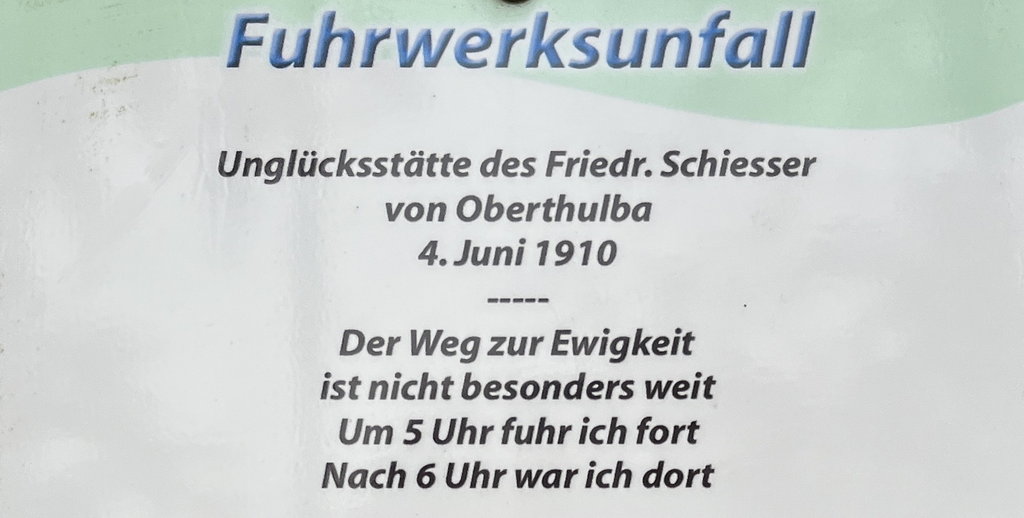 Fuhrwerksunfall
Unglücksstätte des Friedr. Schiesser
von Oberthulba
4. Juni 1910
-----
Der Weg zur Ewigkeit
ist nicht besonders weit
Um 5 Uhr fuhr ich fort
Nach 6 Uhr war ich dort